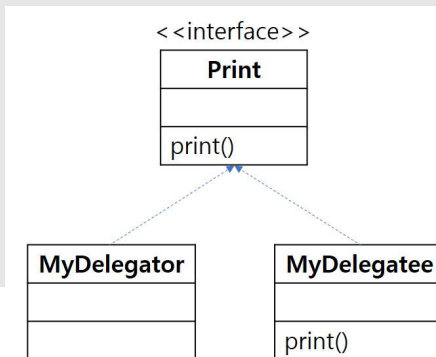 <<interface>>
Print
print()
MyDelegator
MyDelegatee
print()